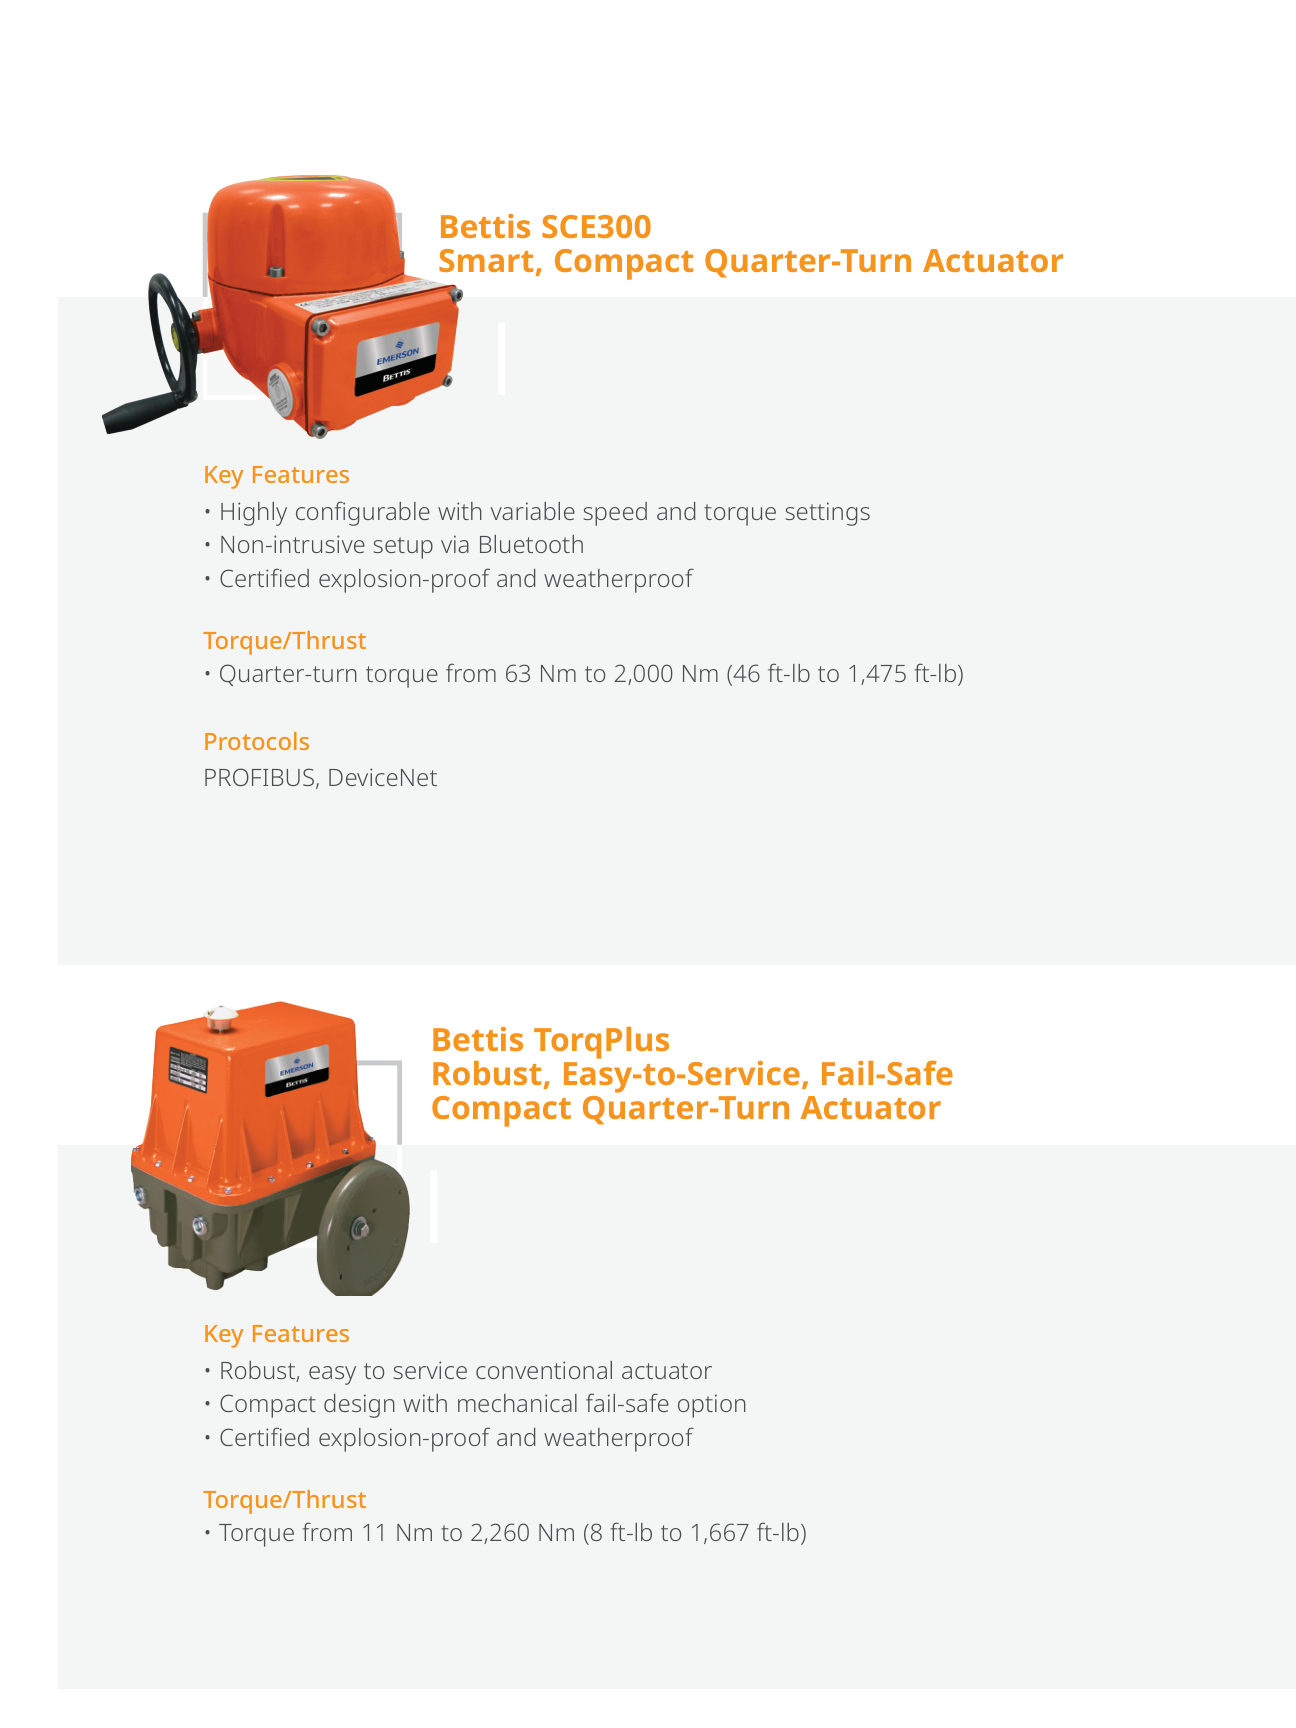 Bettis SCE300
Smart, Compact Quarter-Turn Actuator
EMERSON
BETTIS
Key Features
• Highly configurable with variable speed and torque settings
• Non-intrusive setup via Bluetooth
• Certified explosion-proof and weatherproof
Torque/Thrust
• Quarter-turn torque from 63 Nm to 2,000 Nm (46 ft-lb to 1,475 ft-lb)
Protocols
PROFIBUS, DeviceNet
Bettis TorqPlus
Robust, Easy-to-Service, Fail-Safe
Compact Quarter-Turn Actuator
EMERSON
BETTIS
Key Features
• Robust, easy to service conventional actuator
• Compact design with mechanical fail-safe option
• Certified explosion-proof and weatherproof
Torque/Thrust
• Torque from 11 Nm to 2,260 Nm (8 ft-lb to 1,667 ft-lb)